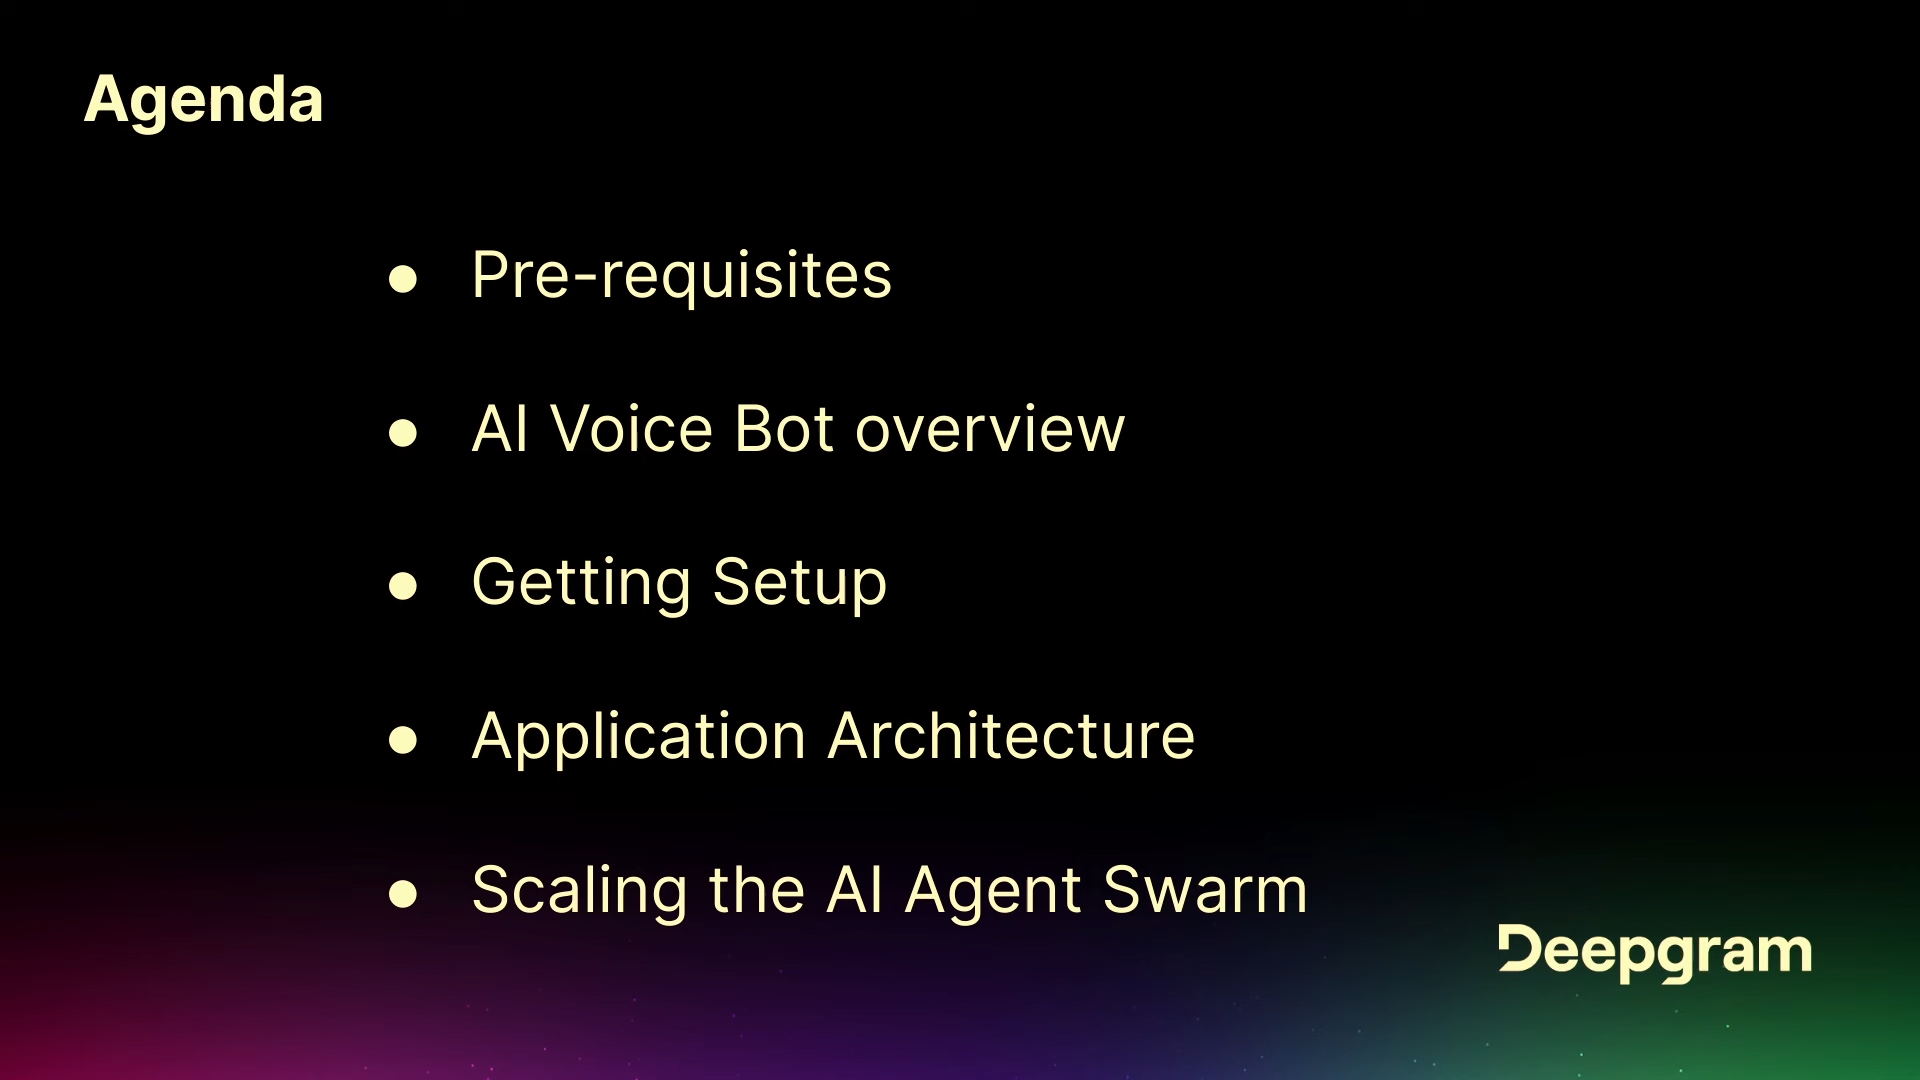 Agenda
● Pre-requisites
● AI Voice Bot overview
● Getting Setup
● Application Architecture
● Scaling the AI Agent Swarm
Deepgram